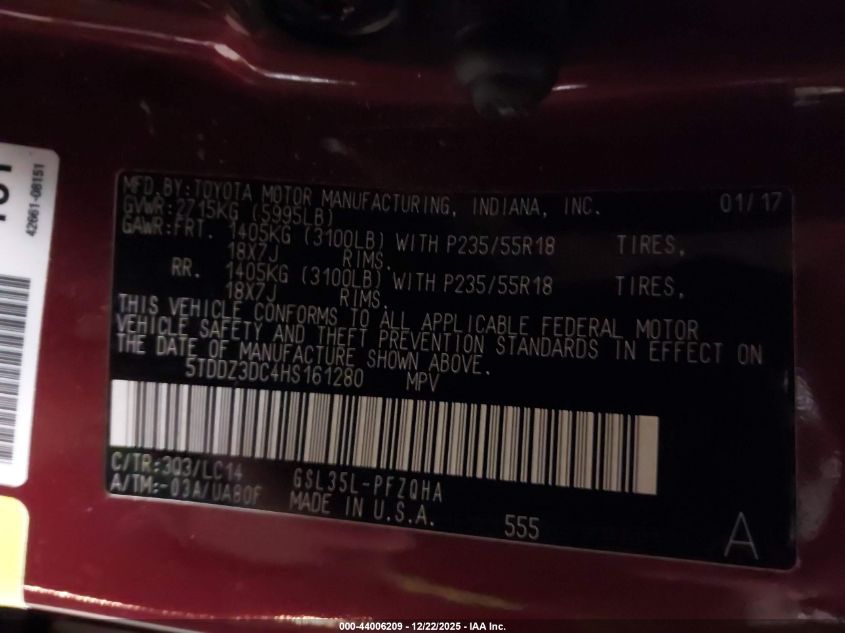 42661-08151
MFD.BY:TOYOTA MOTOR MANUFACTURING, INDIANA, INC. 01/17
GVWR:2715KG (5995LB)
GAWR:FRT. 1405KG (3100LB) WITH P235/55R18 TIRES,
18X7J RIMS.
RR. 1405KG (3100LB) WITH P235/55R18 TIRES,
18X7J RIMS.
THIS VEHICLE CONFORMS TO ALL APPLICABLE FEDERAL MOTOR
VEHICLE SAFETY AND THEFT PREVENTION STANDARDS IN EFFECT ON
THE DATE OF MANUFACTURE SHOWN ABOVE.
5TDDZ3DC4HS161280 MPV
C/TR:3Q3/LC14 GSL35L-PFZQHA
A/TM:-03A/UA80F MADE IN U.S.A.
555
A
000-44006209 - 12/22/2025 - IAA Inc.